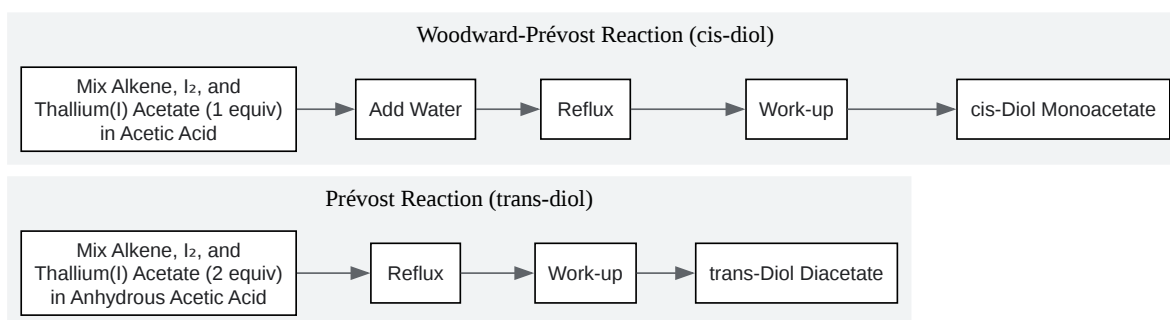 Woodward-Prévost Reaction (cis-diol)
Mix Alkene, I₂, and
Thallium(I) Acetate (1 equiv)
in Acetic Acid
Add Water
Reflux
Work-up
cis-Diol Monoacetate
Prévost Reaction (trans-diol)
Mix Alkene, I₂, and
Thallium(I) Acetate (2 equiv)
in Anhydrous Acetic Acid
Reflux
Work-up
trans-Diol Diacetate